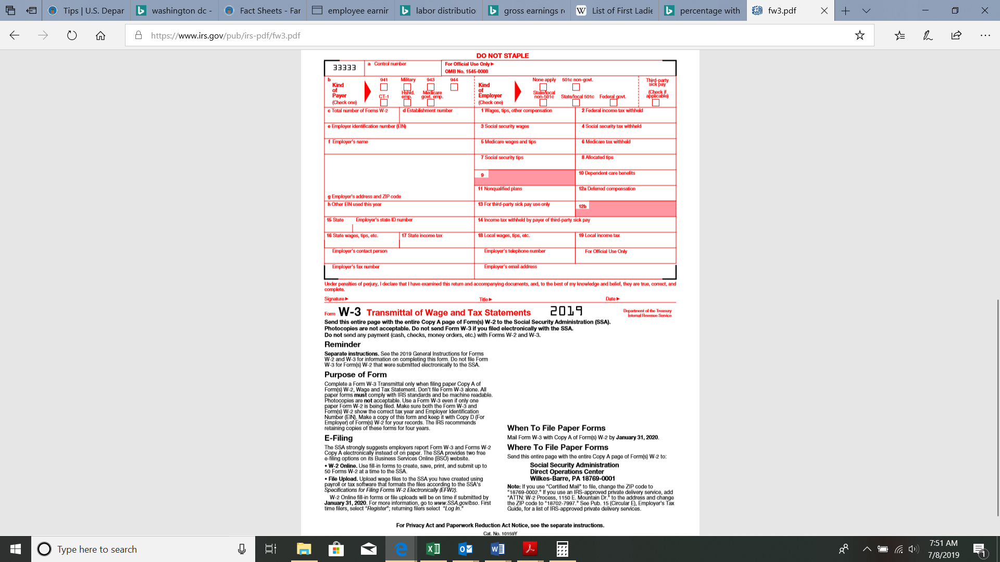 Tips | U.S. Depar
washington dc -
Fact Sheets - Far
employee earnir
labor distributio
gross earnings r
List of First Ladie
percentage with
fw3.pdf
https://www.irs.gov/pub/irs-pdf/fw3.pdf
DO NOT STAPLE
33333
a Control number
For Official Use Only ▶
OMB No. 1545-0008
b
Kind
of
Payer
(Check one)
941
Military
943
944
CT-1
Hshld.
emp.
Medicare
govt. emp.
Kind
of
Employer
(Check one)
None apply
501c non-govt.
State/local
non-501c
State/local 501c
Federal govt.
Third-party
sick pay
(Check if
applicable)
c Total number of Forms W-2
d Establishment number
1 Wages, tips, other compensation
2 Federal income tax withheld
e Employer identification number (EIN)
3 Social security wages
4 Social security tax withheld
f Employer's name
5 Medicare wages and tips
6 Medicare tax withheld
7 Social security tips
8 Allocated tips
9
10 Dependent care benefits
11 Nonqualified plans
12a Deferred compensation
g Employer's address and ZIP code
h Other EIN used this year
13 For third-party sick pay use only
12b
15 State
Employer's state ID number
14 Income tax withheld by payer of third-party sick pay
16 State wages, tips, etc.
17 State income tax
18 Local wages, tips, etc.
19 Local income tax
Employer's contact person
Employer's telephone number
For Official Use Only
Employer's fax number
Employer's email address
Under penalties of perjury, I declare that I have examined this return and accompanying documents, and, to the best of my knowledge and belief, they are true, correct, and
complete.
Signature ▶
Title ▶
Date ▶
Form W-3 Transmittal of Wage and Tax Statements
2019
Department of the Treasury
Internal Revenue Service
Send this entire page with the entire Copy A page of Form(s) W-2 to the Social Security Administration (SSA).
Photocopies are not acceptable. Do not send Form W-3 if you filed electronically with the SSA.
Do not send any payment (cash, checks, money orders, etc.) with Forms W-2 and W-3.
Reminder
Separate instructions. See the 2019 General Instructions for Forms
W-2 and W-3 for information on completing this form. Do not file Form
W-3 for Form(s) W-2 that were submitted electronically to the SSA.
Purpose of Form
Complete a Form W-3 Transmittal only when filing paper Copy A of
Form(s) W-2, Wage and Tax Statement. Don't file Form W-3 alone. All
paper forms must comply with IRS standards and be machine readable.
Photocopies are not acceptable. Use a Form W-3 even if only one
paper Form W-2 is being filed. Make sure both the Form W-3 and
Form(s) W-2 show the correct tax year and Employer Identification
Number (EIN). Make a copy of this form and keep it with Copy D (For
Employer) of Form(s) W-2 for your records. The IRS recommends
retaining copies of these forms for four years.
E-Filing
The SSA strongly suggests employers report Form W-3 and Forms W-2
Copy A electronically instead of on paper. The SSA provides two free
e-filing options on its Business Services Online (BSO) website.
• W-2 Online. Use fill-in forms to create, save, print, and submit up to
50 Forms W-2 at a time to the SSA.
• File Upload. Upload wage files to the SSA you have created using
payroll or tax software that formats the files according to the SSA's
Specifications for Filing Forms W-2 Electronically (EFW2).
W-2 Online fill-in forms or file uploads will be on time if submitted by
January 31, 2020. For more information, go to www.SSA.gov/bso. First
time filers, select "Register"; returning filers select "Log In."
When To File Paper Forms
Mail Form W-3 with Copy A of Form(s) W-2 by January 31, 2020.
Where To File Paper Forms
Send this entire page with the entire Copy A page of Form(s) W-2 to:
Social Security Administration
Direct Operations Center
Wilkes-Barre, PA 18769-0001
Note: If you use "Certified Mail" to file, change the ZIP code to
"18769-0002." If you use an IRS-approved private delivery service, add
"ATTN: W-2 Process, 1150 E. Mountain Dr." to the address and change
the ZIP code to "18702-7997." See Pub. 15 (Circular E), Employer's Tax
Guide, for a list of IRS-approved private delivery services.
For Privacy Act and Paperwork Reduction Act Notice, see the separate instructions.
Cat. No. 10159Y
Type here to search
7:51 AM
7/8/2019
1